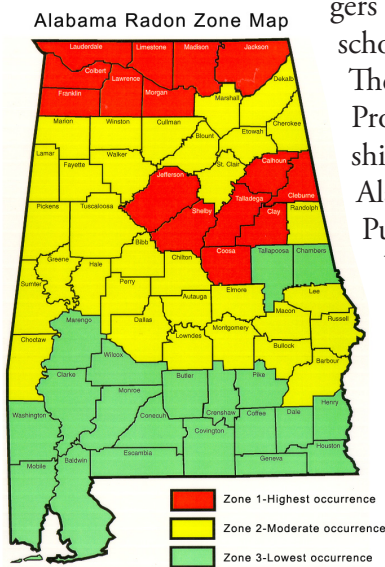 Alabama Radon Zone Map
gers
scho
The
Pro
shi
Al
Pu
Lauderdale
Limestone
Madison
Jackson
Colbert
Lawrence
Franklin
Morgan
Dekalb
Marshall
Marion
Winston
Cullman
Cherokee
Etowah
Blount
Lamar
Walker
Fayette
St. Clair
Calhoun
Jefferson
Cleburne
Talladega
Randolph
Pickens
Tuscaloosa
Shelby
Clay
Bibb
Coosa
Tallapoosa
Chambers
Chilton
Greene
Hale
Perry
Sumter
Elmore
Lee
Autauga
Macon
Marengo
Dallas
Montgomery
Russell
Lowndes
Choctaw
Bullock
Wilcox
Barbour
Clarke
Butler
Pike
Monroe
Henry
Washington
Conecuh
Crenshaw
Coffee
Dale
Covington
Houston
Escambia
Geneva
Mobile
Baldwin
Zone 1-Highest occurrence
Zone 2-Moderate occurrence
Zone 3-Lowest occurrence